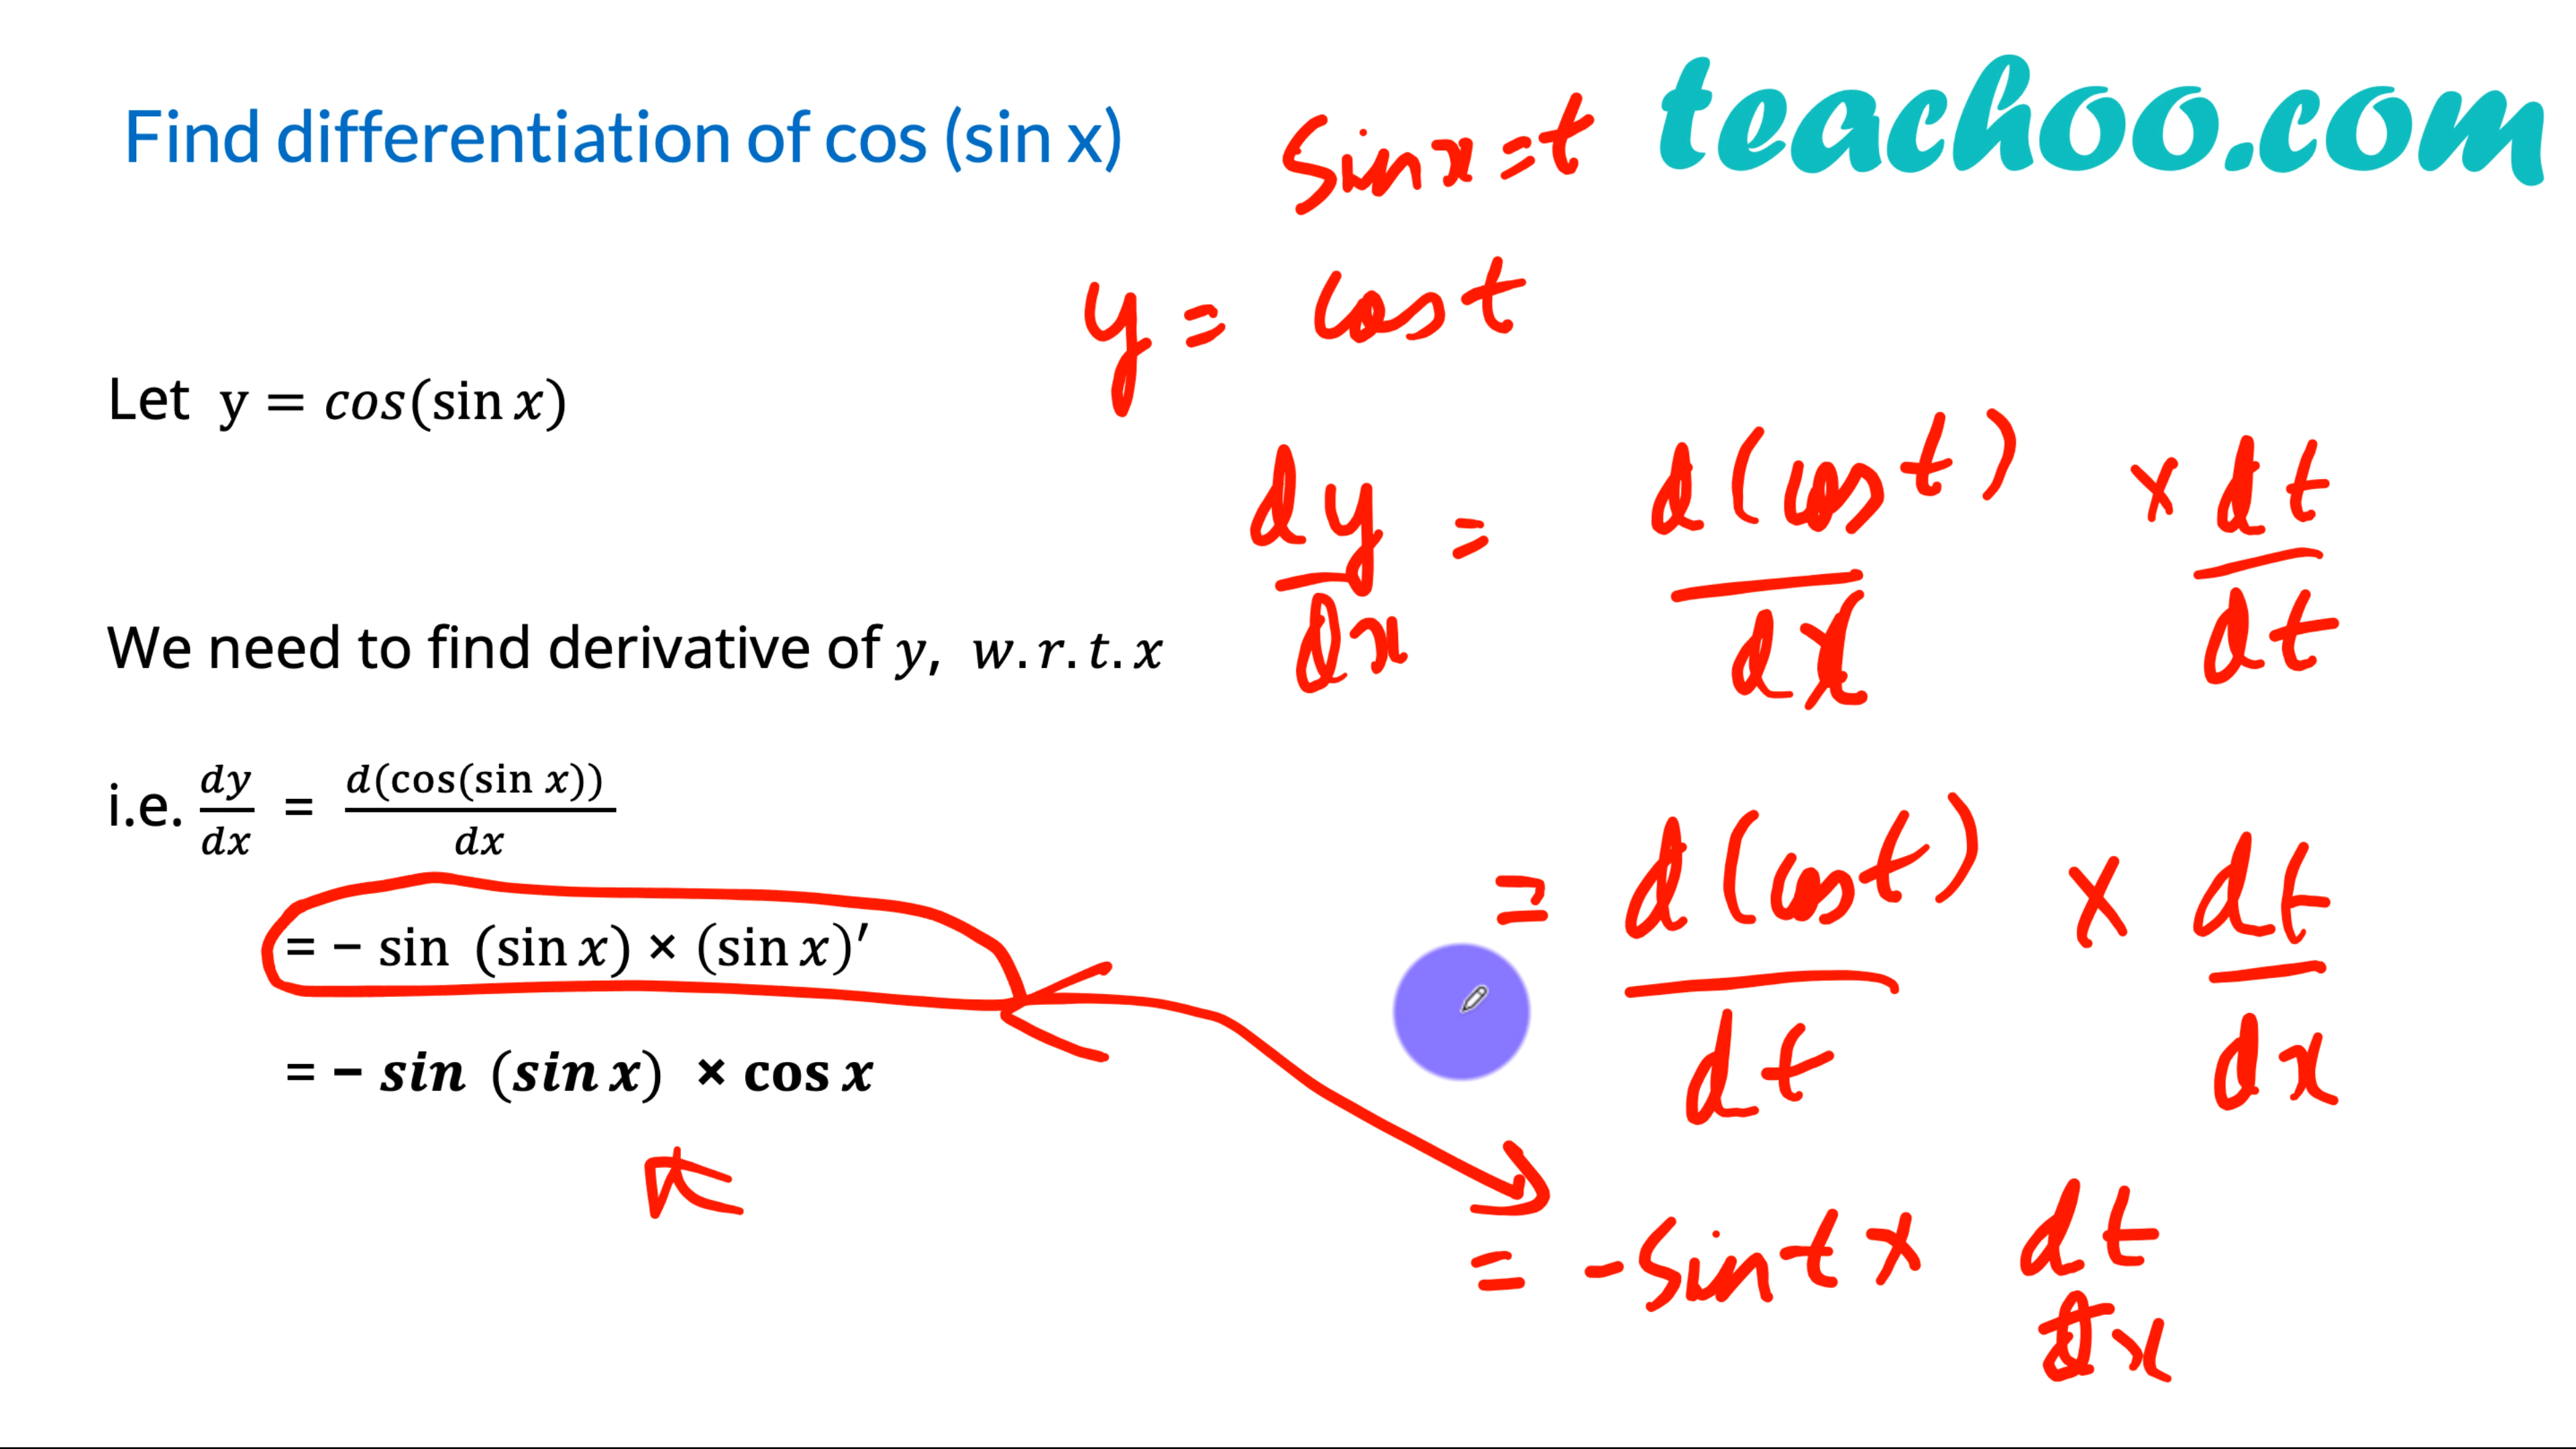 Find differentiation of cos (sin x)
teachoo.com
sin x = t
y = cos t
Let y = cos(sin x)
dy/dx = d(cos t)/dx × dt/dt
We need to find derivative of y, w.r.t.x
i.e. dy/dx = d(cos(sin x))/dx
= d(cos t)/dt × dt/dx
= − sin (sin x) × (sin x)′
= − sin (sin x) × cos x
= - sin t × dt/dx